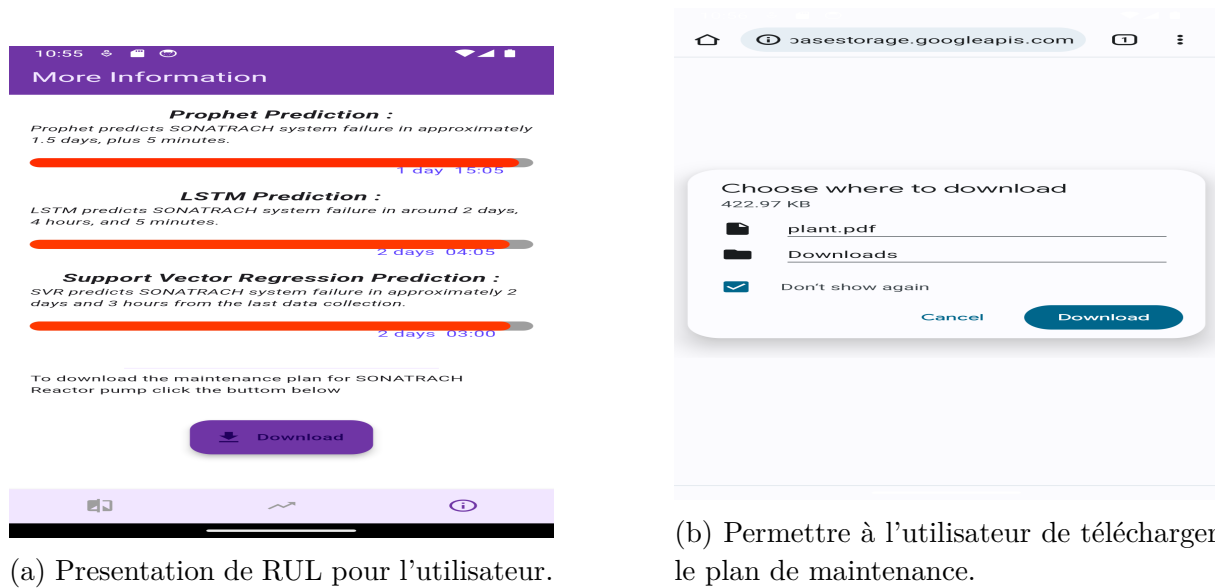 10:55
More Information
Prophet Prediction :
Prophet predicts SONATRACH system failure in approximately
1.5 days, plus 5 minutes.
1 day 15:05
LSTM Prediction :
LSTM predicts SONATRACH system failure in around 2 days,
4 hours, and 5 minutes.
2 days 04:05
Support Vector Regression Prediction :
SVR predicts SONATRACH system failure in approximately 2
days and 3 hours from the last data collection.
2 days 03:00
To download the maintenance plan for SONATRACH
Reactor pump click the buttom below
Download
(a) Presentation de RUL pour l'utilisateur.
asestorage.googleapis.com
1
Choose where to download
422.97 KB
plant.pdf
Downloads
Don't show again
Cancel Download
(b) Permettre à l'utilisateur de télécharger
le plan de maintenance.